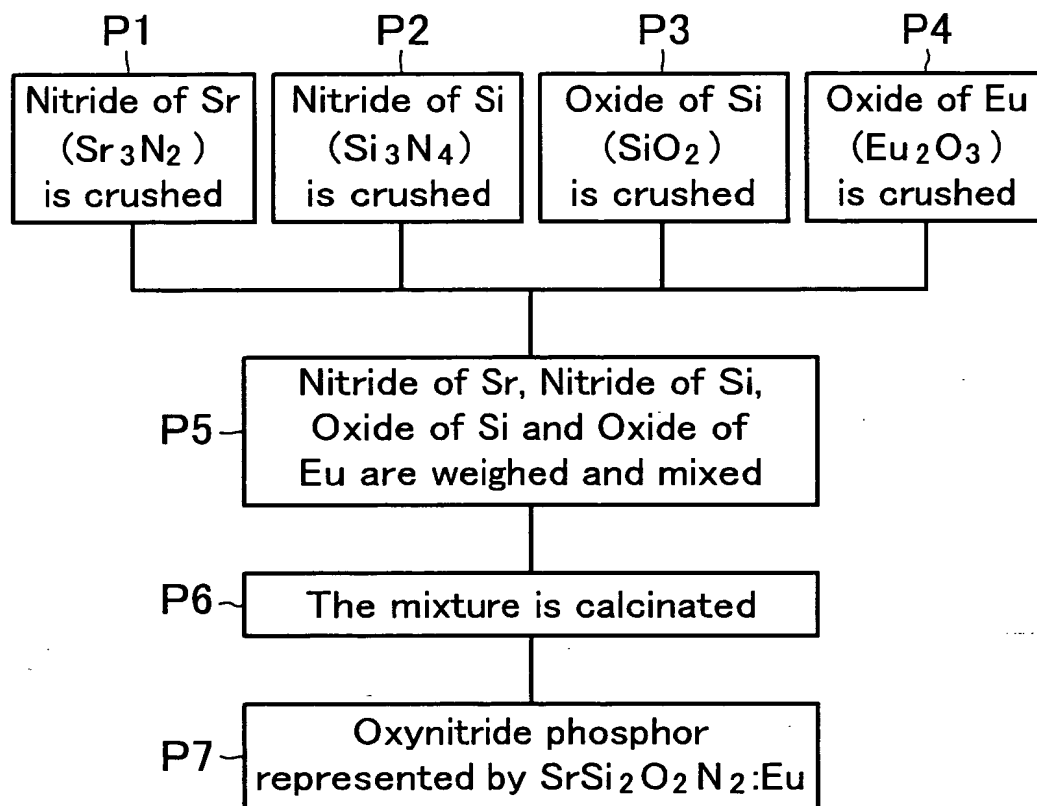 P1
P2
P3
P4
Nitride of Sr
(Sr₃N₂)
is crushed
Nitride of Si
(Si₃N₄)
is crushed
Oxide of Si
(SiO₂)
is crushed
Oxide of Eu
(Eu₂O₃)
is crushed
P5
Nitride of Sr, Nitride of Si,
Oxide of Si and Oxide of
Eu are weighed and mixed
P6
The mixture is calcinated
P7
Oxynitride phosphor
represented by SrSi₂O₂N₂:Eu